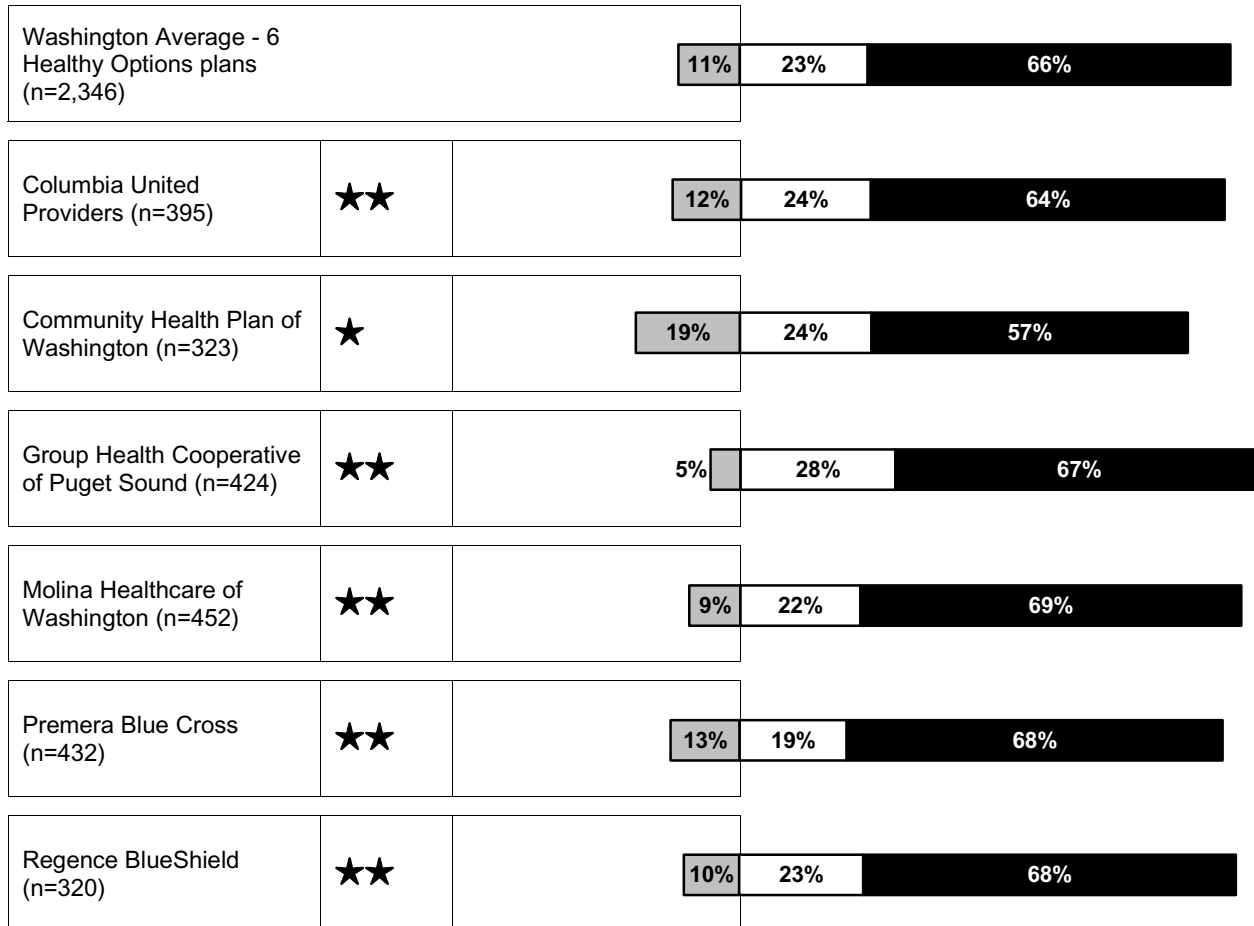 Washington Average - 6
Healthy Options plans
(n=2,346)
11% 23% 66%
Columbia United
Providers (n=395)
★★
12% 24% 64%
Community Health Plan of
Washington (n=323)
★
19% 24% 57%
Group Health Cooperative
of Puget Sound (n=424)
★★
5% 28% 67%
Molina Healthcare of
Washington (n=452)
★★
9% 22% 69%
Premera Blue Cross
(n=432)
★★
13% 19% 68%
Regence BlueShield
(n=320)
★★
10% 23% 68%